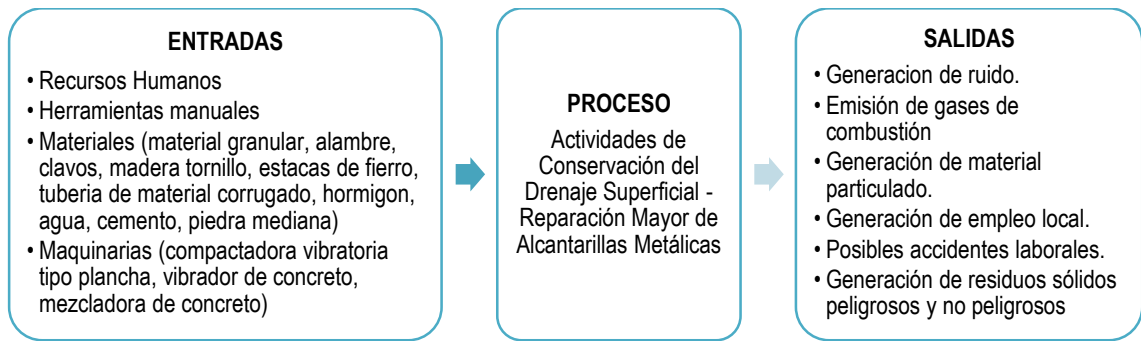 ENTRADAS
• Recursos Humanos
• Herramientas manuales
• Materiales (material granular, alambre,
clavos, madera tornillo, estacas de fierro,
tuberia de material corrugado, hormigon,
agua, cemento, piedra mediana)
• Maquinarias (compactadora vibratoria
tipo plancha, vibrador de concreto,
mezcladora de concreto)
PROCESO
Actividades de
Conservación del
Drenaje Superficial -
Reparación Mayor de
Alcantarillas Metálicas
SALIDAS
• Generacion de ruido.
• Emisión de gases de
combustión
• Generación de material
particulado.
• Generación de empleo local.
• Posibles accidentes laborales.
• Generación de residuos sólidos
peligrosos y no peligrosos